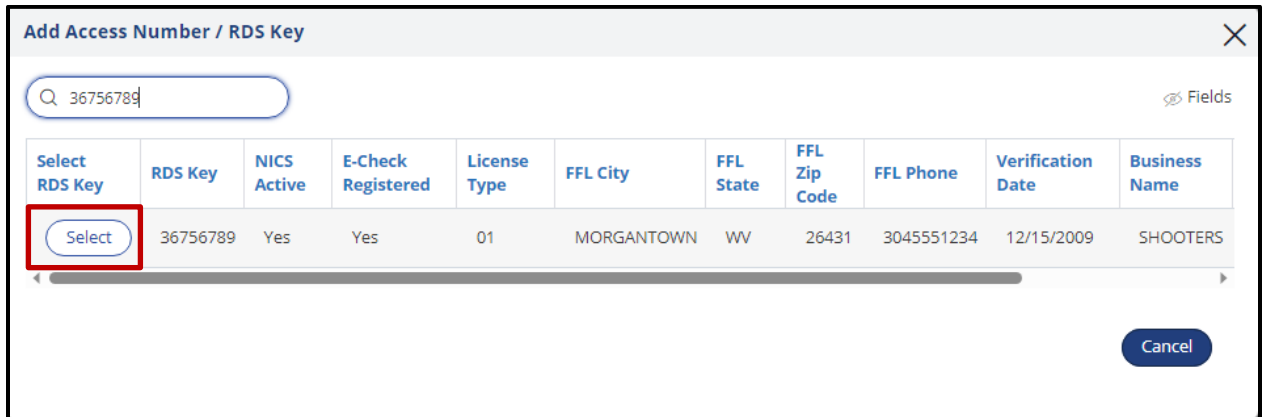 Add Access Number / RDS Key
36756789
Fields
Select RDS Key RDS Key NICS Active E-Check Registered License Type FFL City FFL State FFL Zip Code FFL Phone Verification Date Business Name
Select 36756789 Yes Yes 01 MORGANTOWN WV 26431 3045551234 12/15/2009 SHOOTERS
Cancel